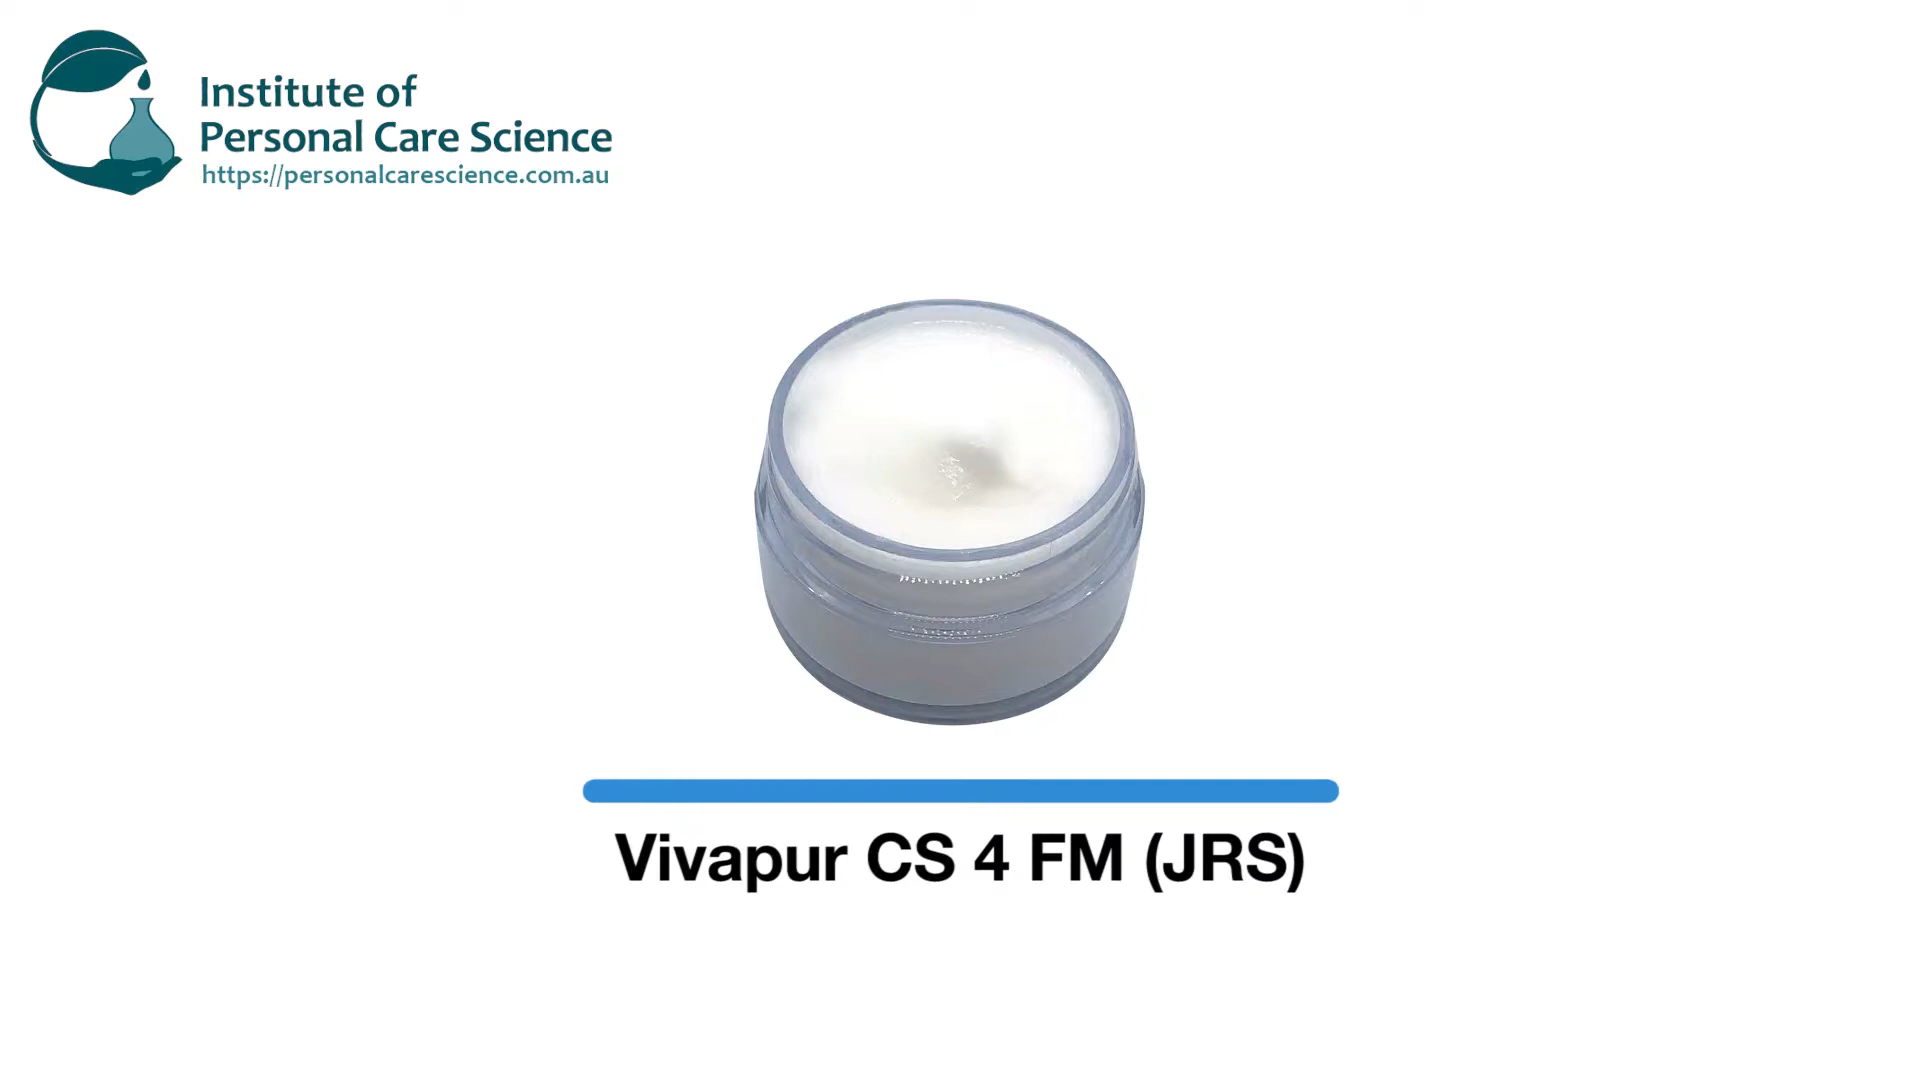 Institute of
Personal Care Science
https://personalcarescience.com.au
Vivapur CS 4 FM (JRS)